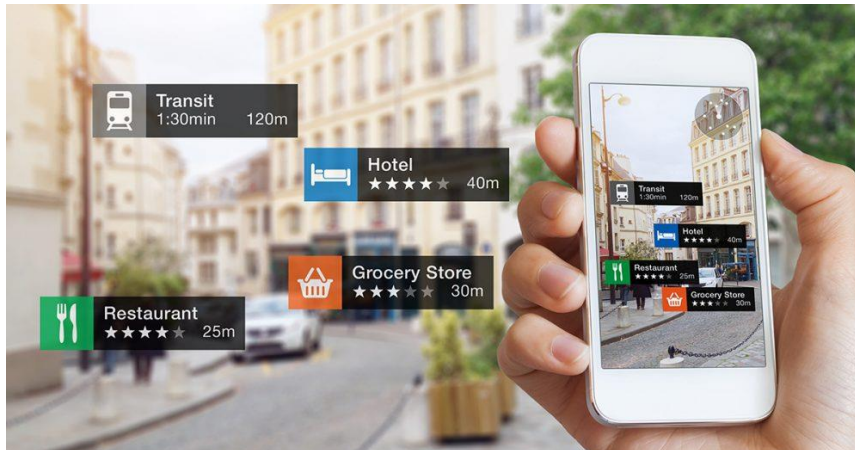 Transit
1:30min 120m
Hotel
★★★★★ 40m
Grocery Store
★★★★★ 30m
Restaurant
★★★★★ 25m
Transit
1:30min 120m
Hotel
★★★★★ 40m
Restaurant
★★★★★ 25m
Grocery Store
★★★★★ 30m